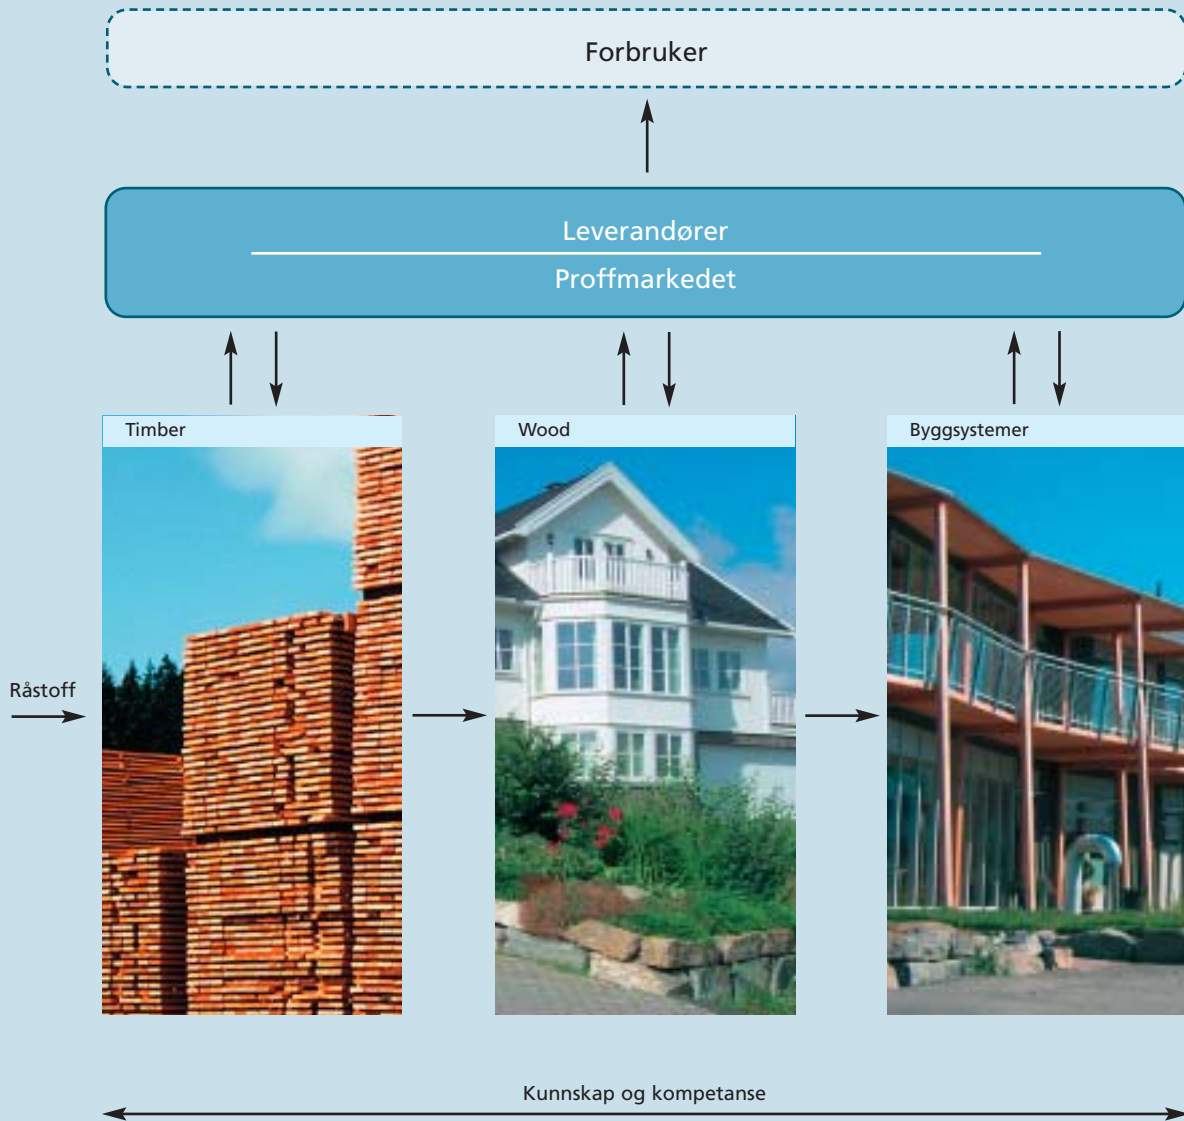 Forbruker
Leverandører
Proffmarkedet
Timber
Wood
Byggsystemer
Råstoff
Kunnskap og kompetanse